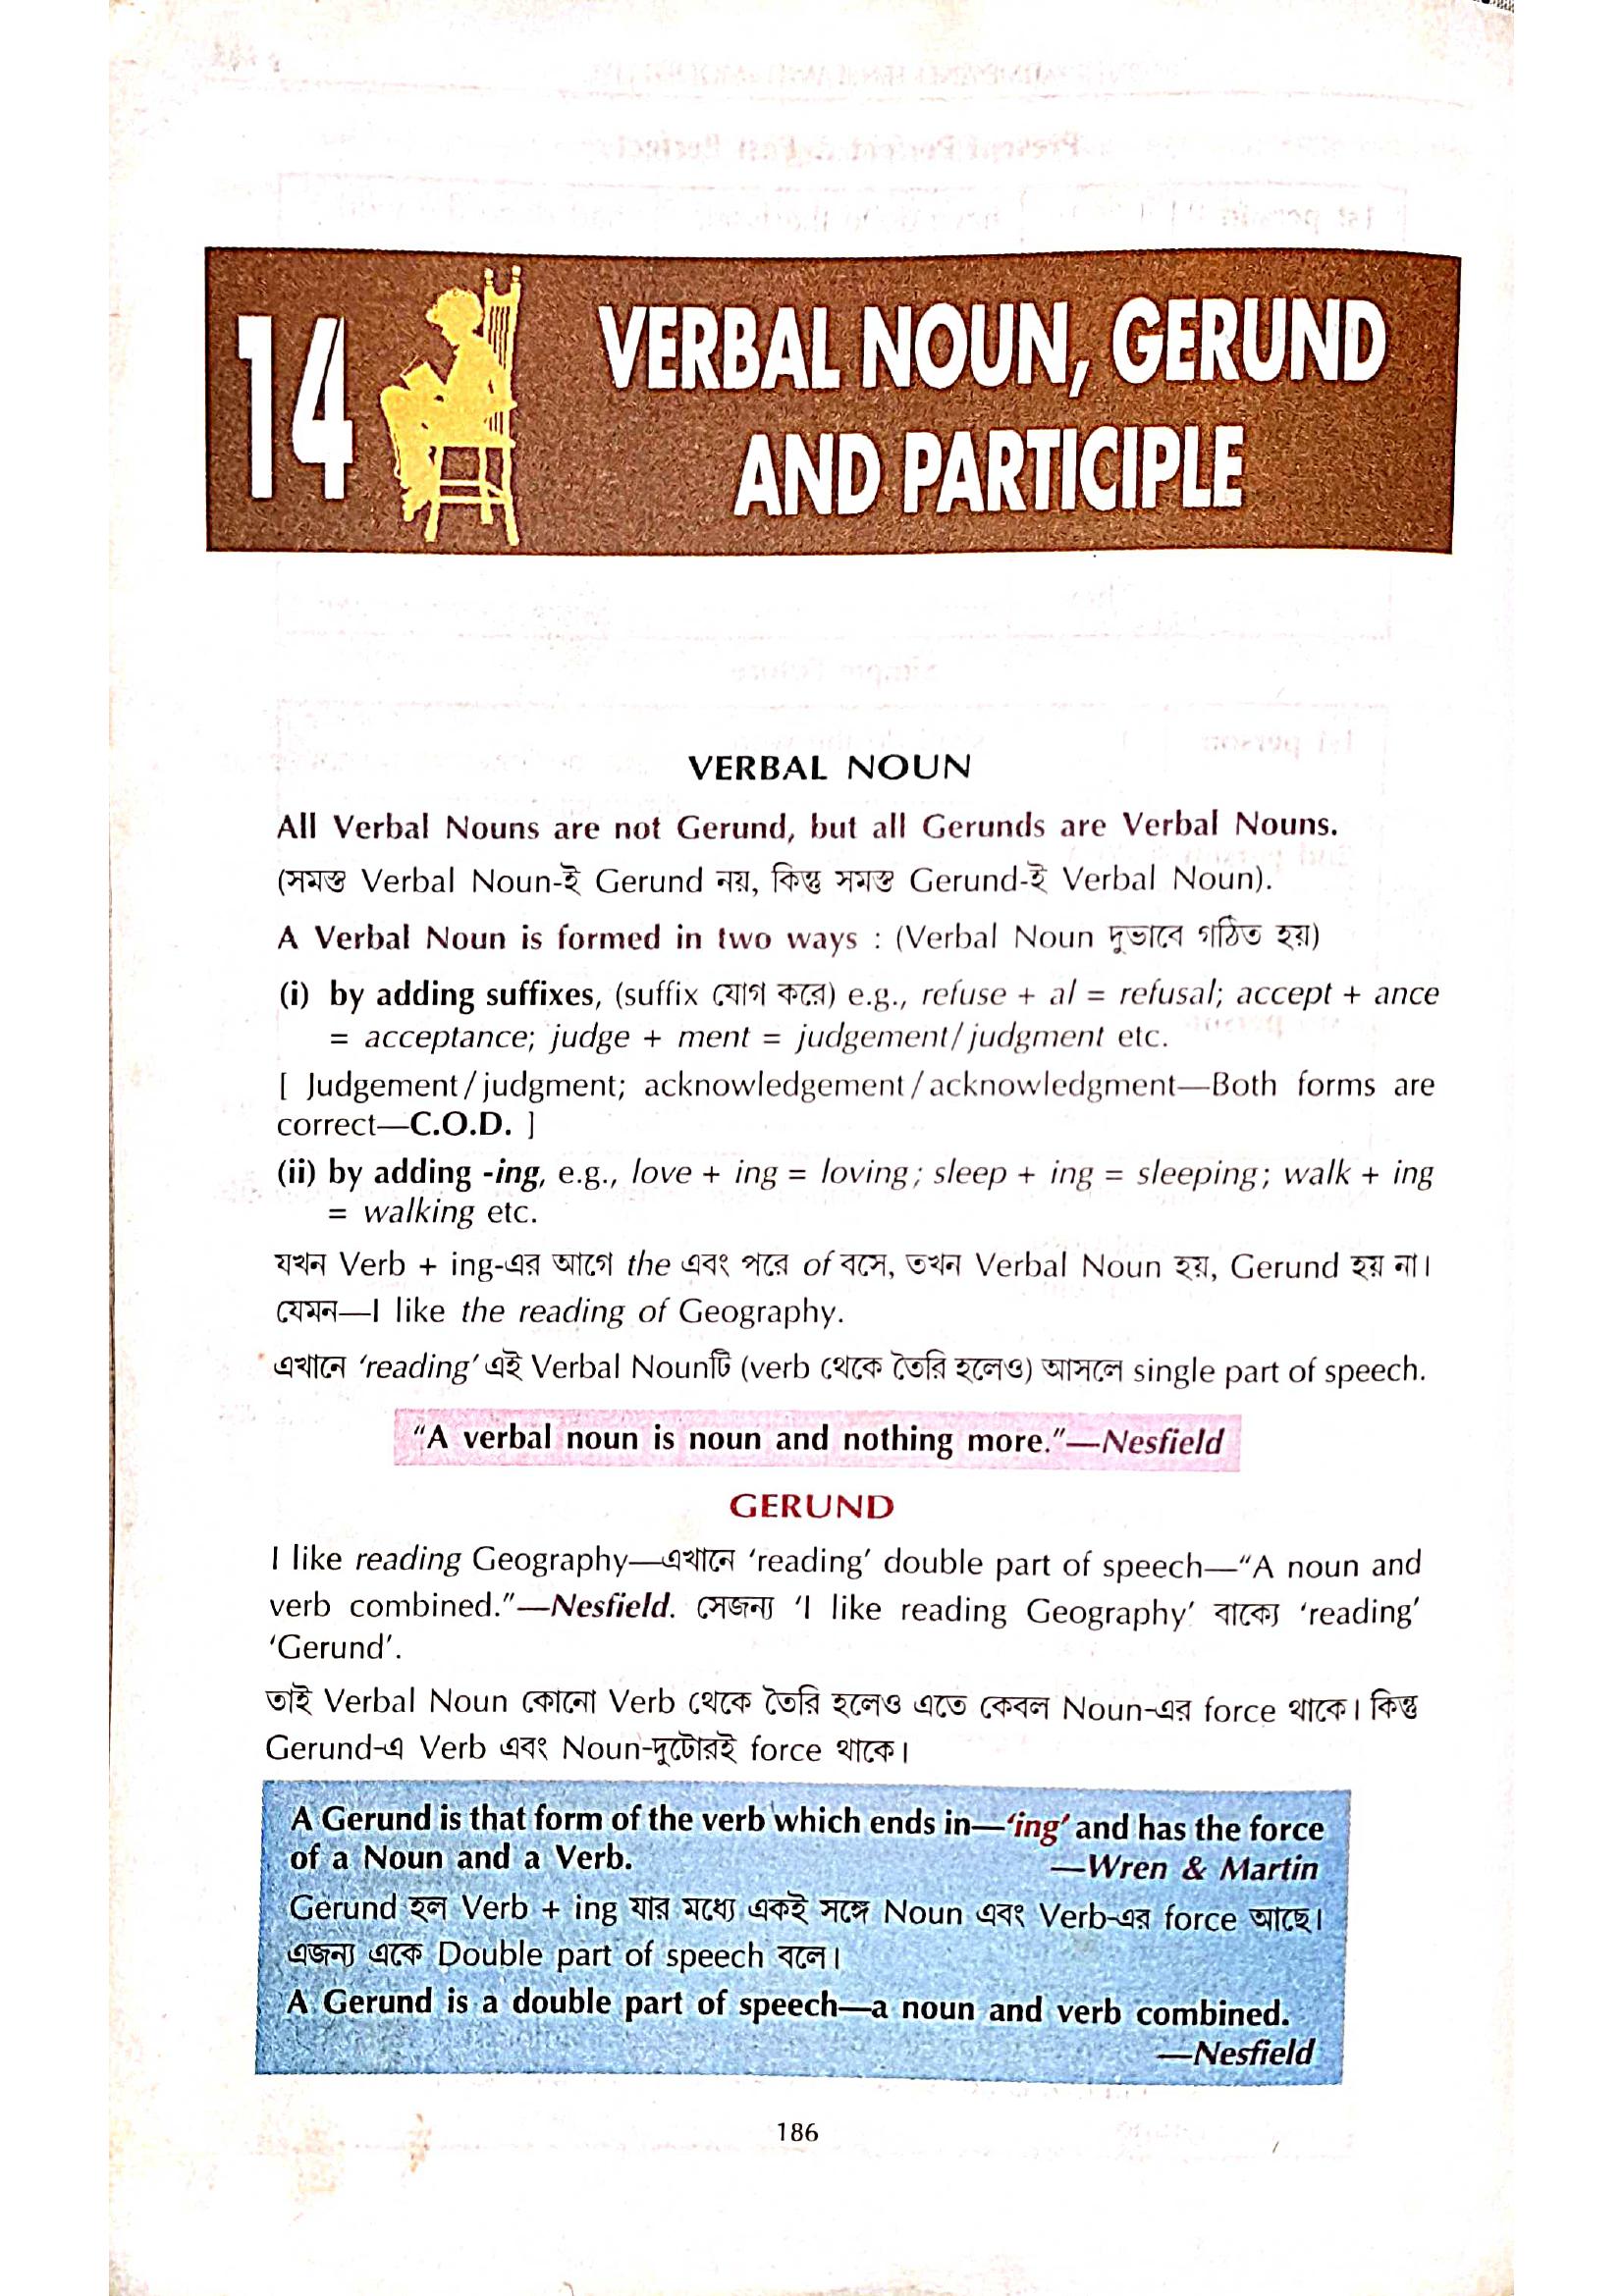 14
VERBAL NOUN, GERUND
AND PARTICIPLE
VERBAL NOUN
All Verbal Nouns are not Gerund, but all Gerunds are Verbal Nouns.
(সমস্ত Verbal Noun-ই Gerund নয়, কিন্তু সমস্ত Gerund-ই Verbal Noun).
A Verbal Noun is formed in two ways : (Verbal Noun দুভাবে গঠিত হয়)
(i) by adding suffixes, (suffix যোগ করে) e.g., refuse + al = refusal; accept + ance
= acceptance; judge + ment = judgement/judgment etc.
[ Judgement/judgment; acknowledgement/acknowledgment—Both forms are
correct—C.O.D. ]
(ii) by adding -ing, e.g., love + ing = loving; sleep + ing = sleeping; walk + ing
= walking etc.
যখন Verb + ing-এর আগে the এবং পরে of বসে, তখন Verbal Noun হয়, Gerund হয় না।
যেমন—I like the reading of Geography.
এখানে ‘reading’ এই Verbal Nounটি (verb থেকে তৈরি হলেও) আসলে single part of speech.
“A verbal noun is noun and nothing more.”—Nesfield
GERUND
I like reading Geography—এখানে ‘reading’ double part of speech—“A noun and
verb combined.”—Nesfield. সেজন্য ‘I like reading Geography’ বাক্যে ‘reading’
‘Gerund’.
তাই Verbal Noun কোনো Verb থেকে তৈরি হলেও এতে কেবল Noun-এর force থাকে। কিন্তু
Gerund-এ Verb এবং Noun-দুটোরই force থাকে।
A Gerund is that form of the verb which ends in—‘ing’ and has the force
of a Noun and a Verb. —Wren & Martin
Gerund হল Verb + ing যার মধ্যে একই সঙ্গে Noun এবং Verb-এর force আছে।
এজন্য একে Double part of speech বলে।
A Gerund is a double part of speech—a noun and verb combined.
—Nesfield
186